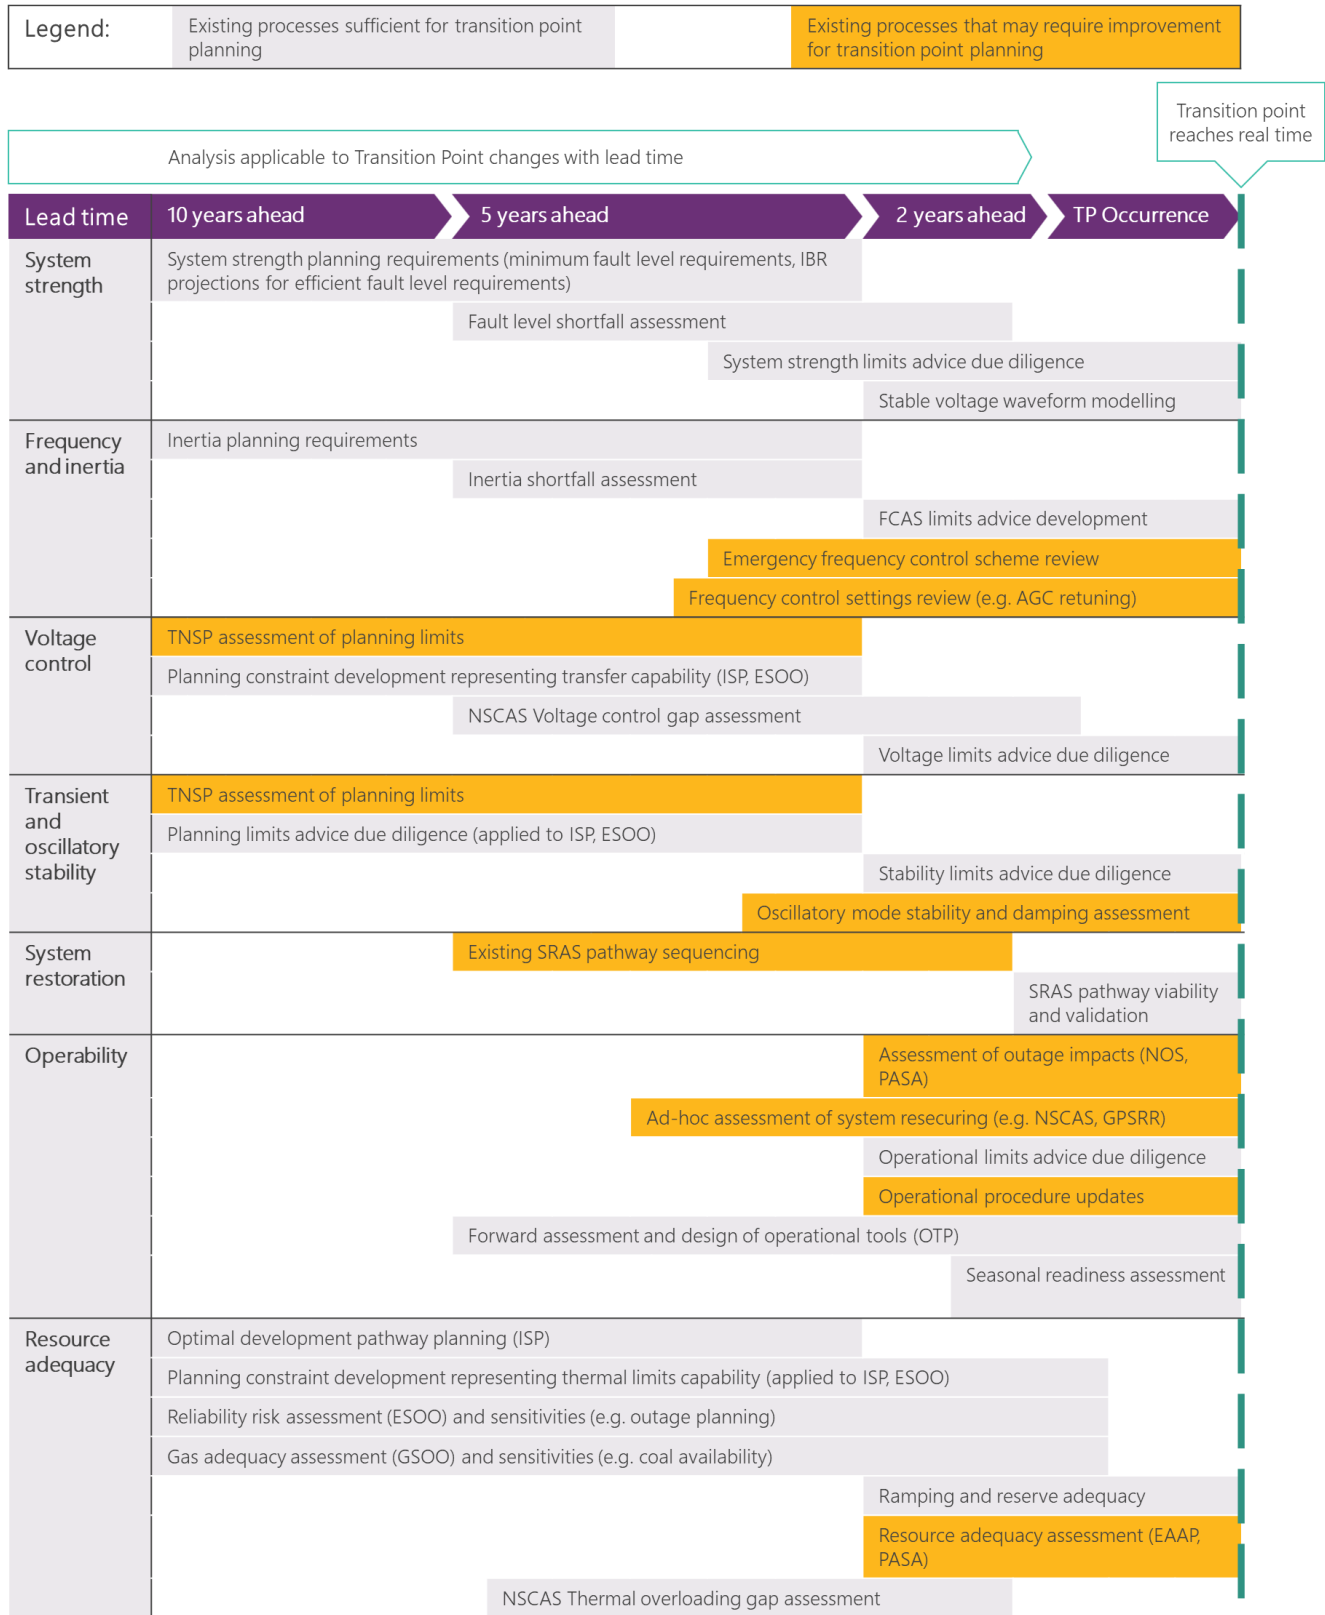 Legend:
Existing processes sufficient for transition point
planning
Existing processes that may require improvement
for transition point planning
Transition point
reaches real time
Analysis applicable to Transition Point changes with lead time
Lead time
10 years ahead
5 years ahead
2 years ahead
TP Occurrence
System
strength
System strength planning requirements (minimum fault level requirements, IBR
projections for efficient fault level requirements)
Fault level shortfall assessment
System strength limits advice due diligence
Stable voltage waveform modelling
Frequency
and inertia
Inertia planning requirements
Inertia shortfall assessment
FCAS limits advice development
Emergency frequency control scheme review
Frequency control settings review (e.g. AGC retuning)
Voltage
control
TNSP assessment of planning limits
Planning constraint development representing transfer capability (ISP, ESOO)
NSCAS Voltage control gap assessment
Voltage limits advice due diligence
Transient
and
oscillatory
stability
TNSP assessment of planning limits
Planning limits advice due diligence (applied to ISP, ESOO)
Stability limits advice due diligence
Oscillatory mode stability and damping assessment
System
restoration
Existing SRAS pathway sequencing
SRAS pathway viability
and validation
Operability
Assessment of outage impacts (NOS,
PASA)
Ad-hoc assessment of system resecuring (e.g. NSCAS, GPSRR)
Operational limits advice due diligence
Operational procedure updates
Forward assessment and design of operational tools (OTP)
Seasonal readiness assessment
Resource
adequacy
Optimal development pathway planning (ISP)
Planning constraint development representing thermal limits capability (applied to ISP, ESOO)
Reliability risk assessment (ESOO) and sensitivities (e.g. outage planning)
Gas adequacy assessment (GSOO) and sensitivities (e.g. coal availability)
Ramping and reserve adequacy
Resource adequacy assessment (EAAP,
PASA)
NSCAS Thermal overloading gap assessment